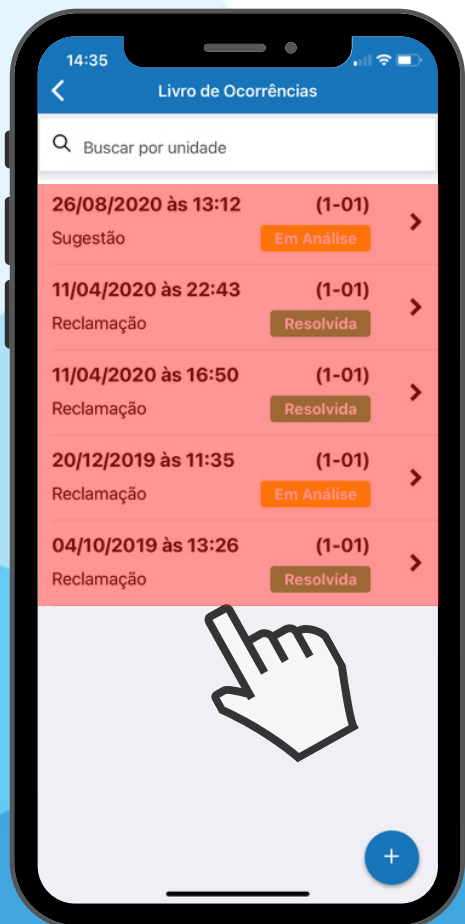 14:35
Livro de Ocorrências
Buscar por unidade
26/08/2020 às 13:12 (1-01)
Sugestão Em Análise
11/04/2020 às 22:43 (1-01)
Reclamação Resolvida
11/04/2020 às 16:50 (1-01)
Reclamação Resolvida
20/12/2019 às 11:35 (1-01)
Reclamação Em Análise
04/10/2019 às 13:26 (1-01)
Reclamação Resolvida
+